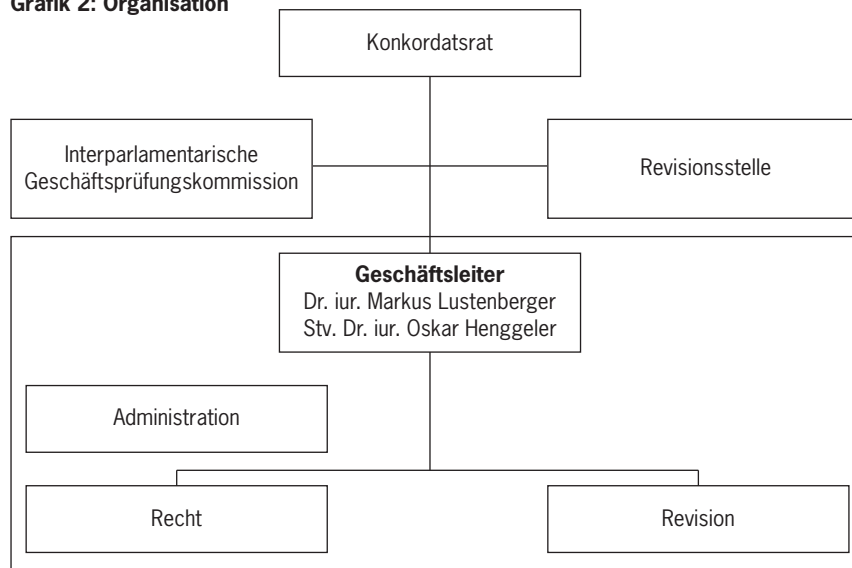 Grafik 2: Organisation
Konkordatsrat
Interparlamentarische
Geschäftsprüfungskommission
Revisionsstelle
Geschäftsleiter
Dr. iur. Markus Lustenberger
Stv. Dr. iur. Oskar Henggeler
Administration
Recht
Revision